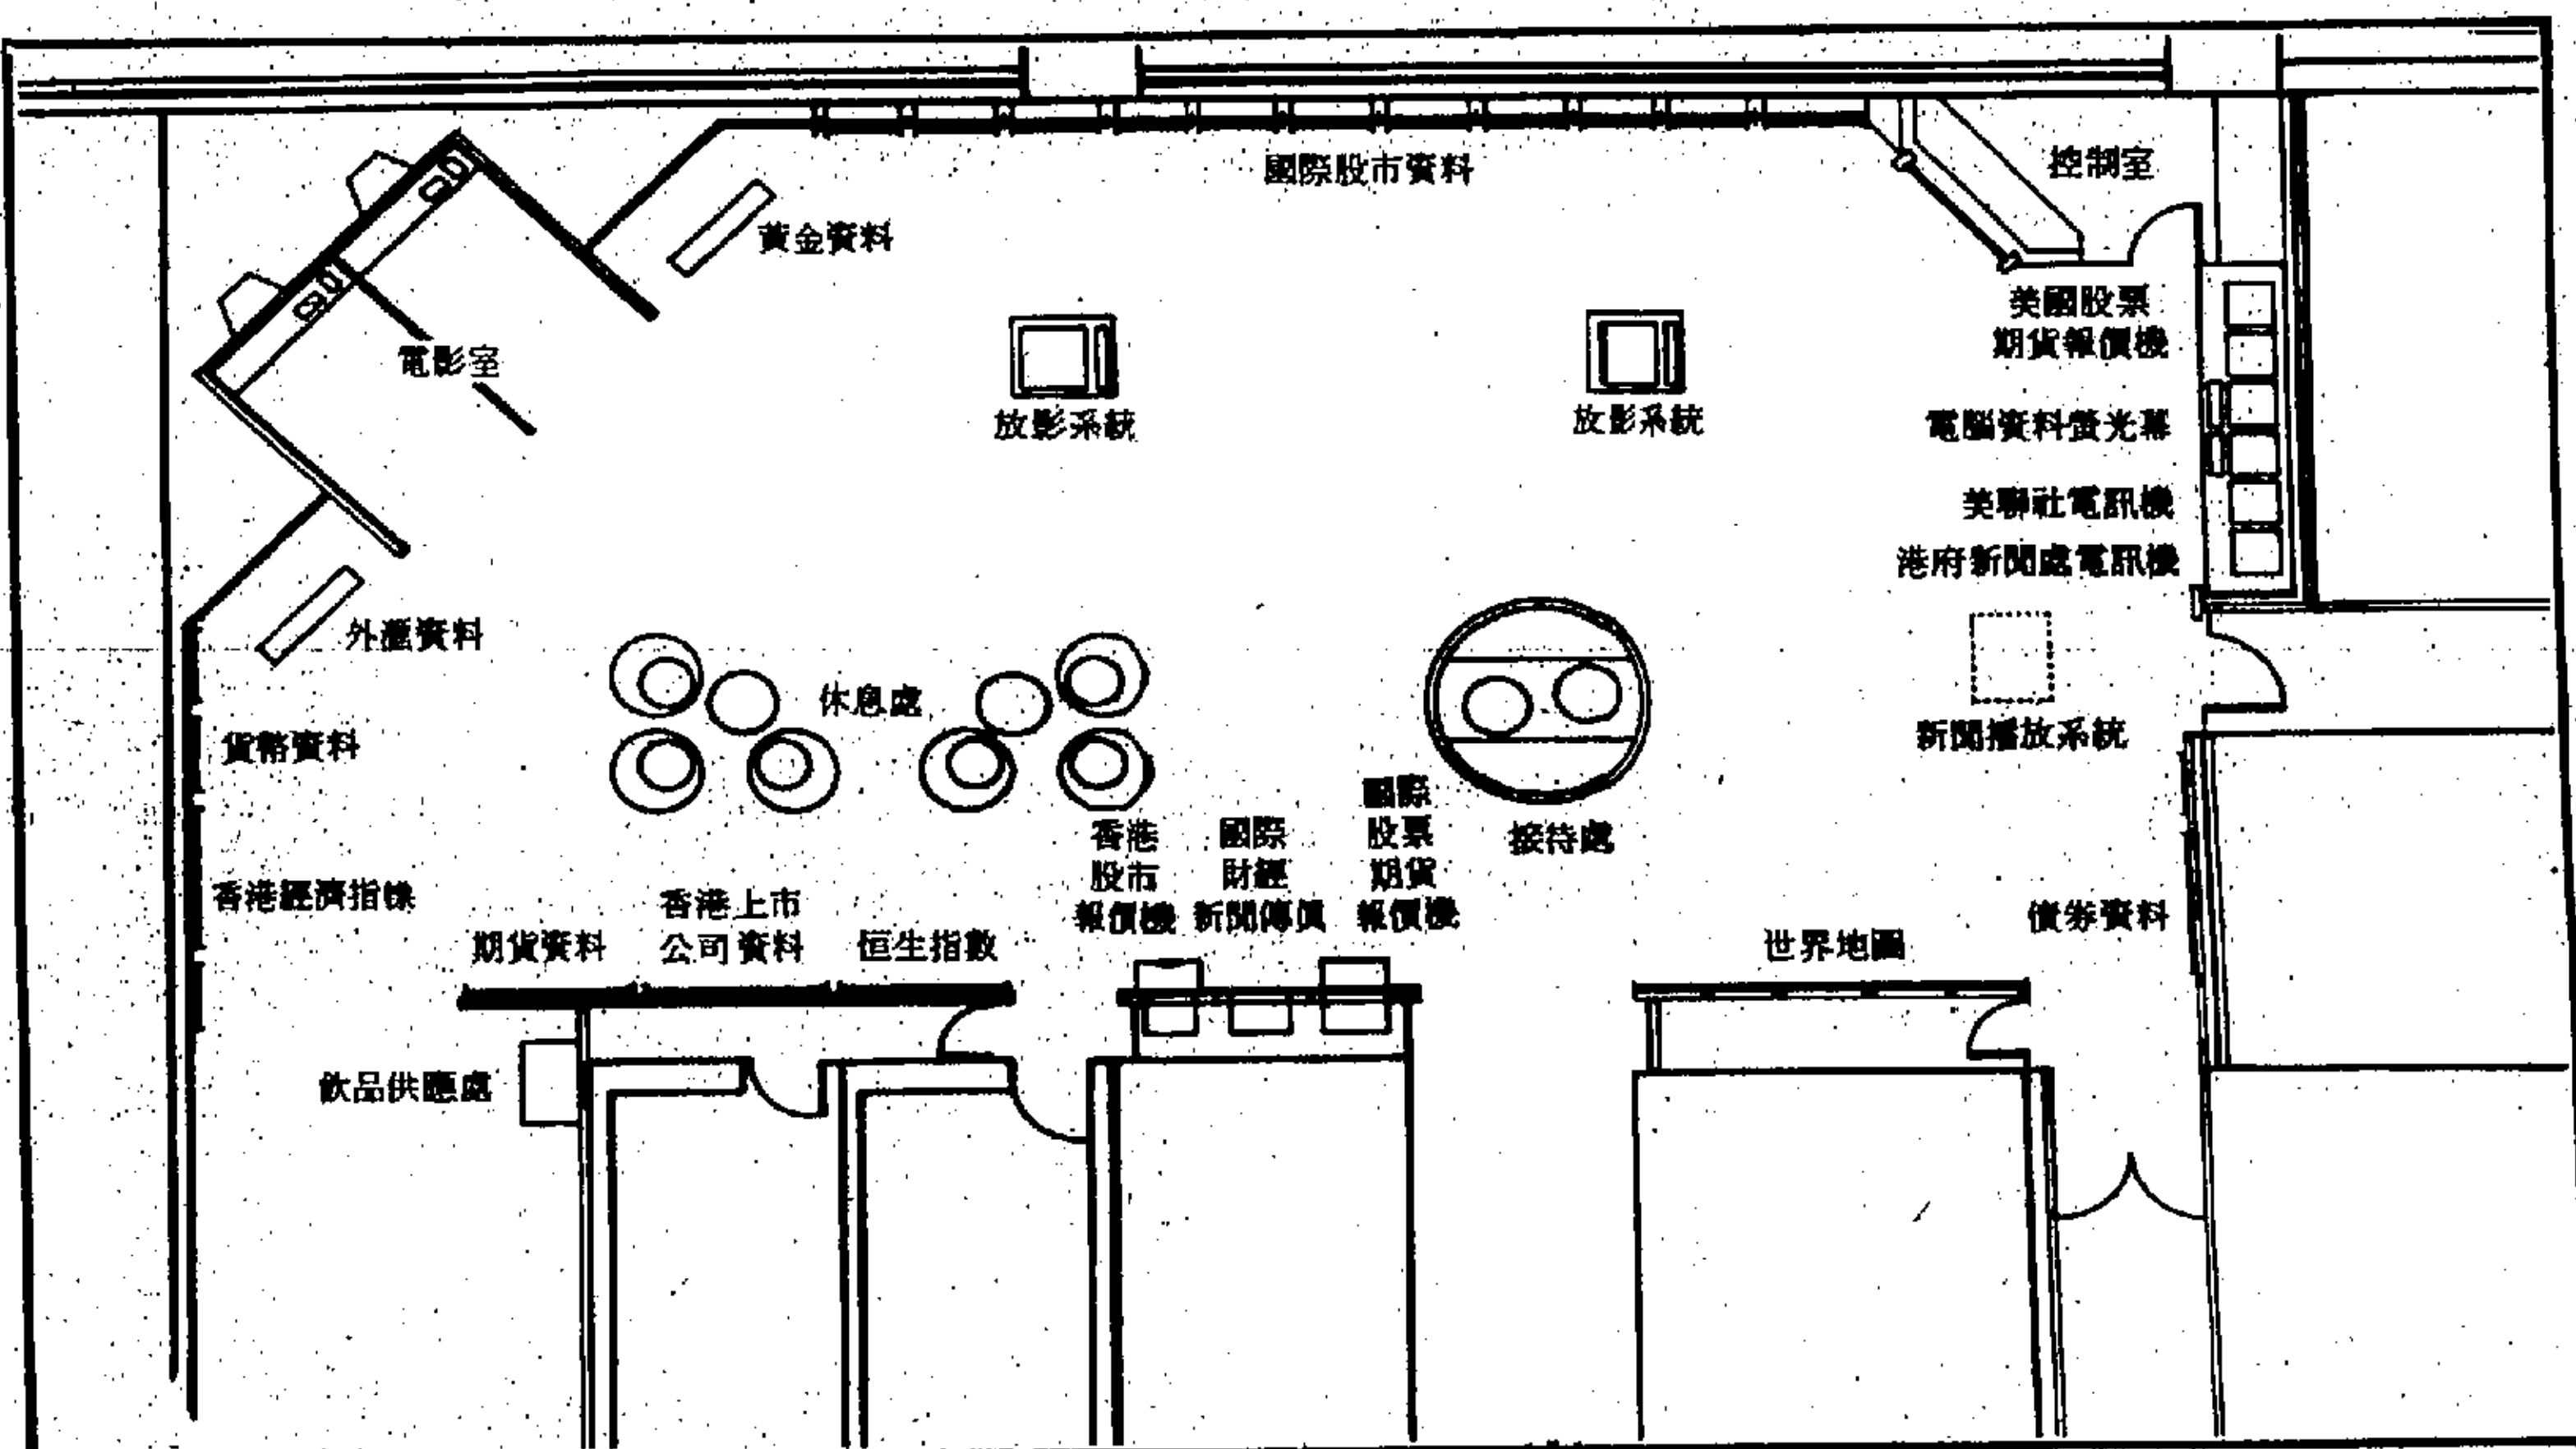 國際股市資料
控制室
黃金資料
美國股票
期貨報價機
電影室
放影系統
放影系統
電腦資料螢光幕
美聯社電訊機
港府新聞處電訊機
外滙資料
休息處
新聞播放系統
貨幣資料
香港
股市
報價機
國際
財經
新聞傳真
國際
股票
期貨
報價機
接待處
香港經濟指標
期貨資料
香港上市
公司資料
恒生指數
世界地圖
債券資料
飲品供應處